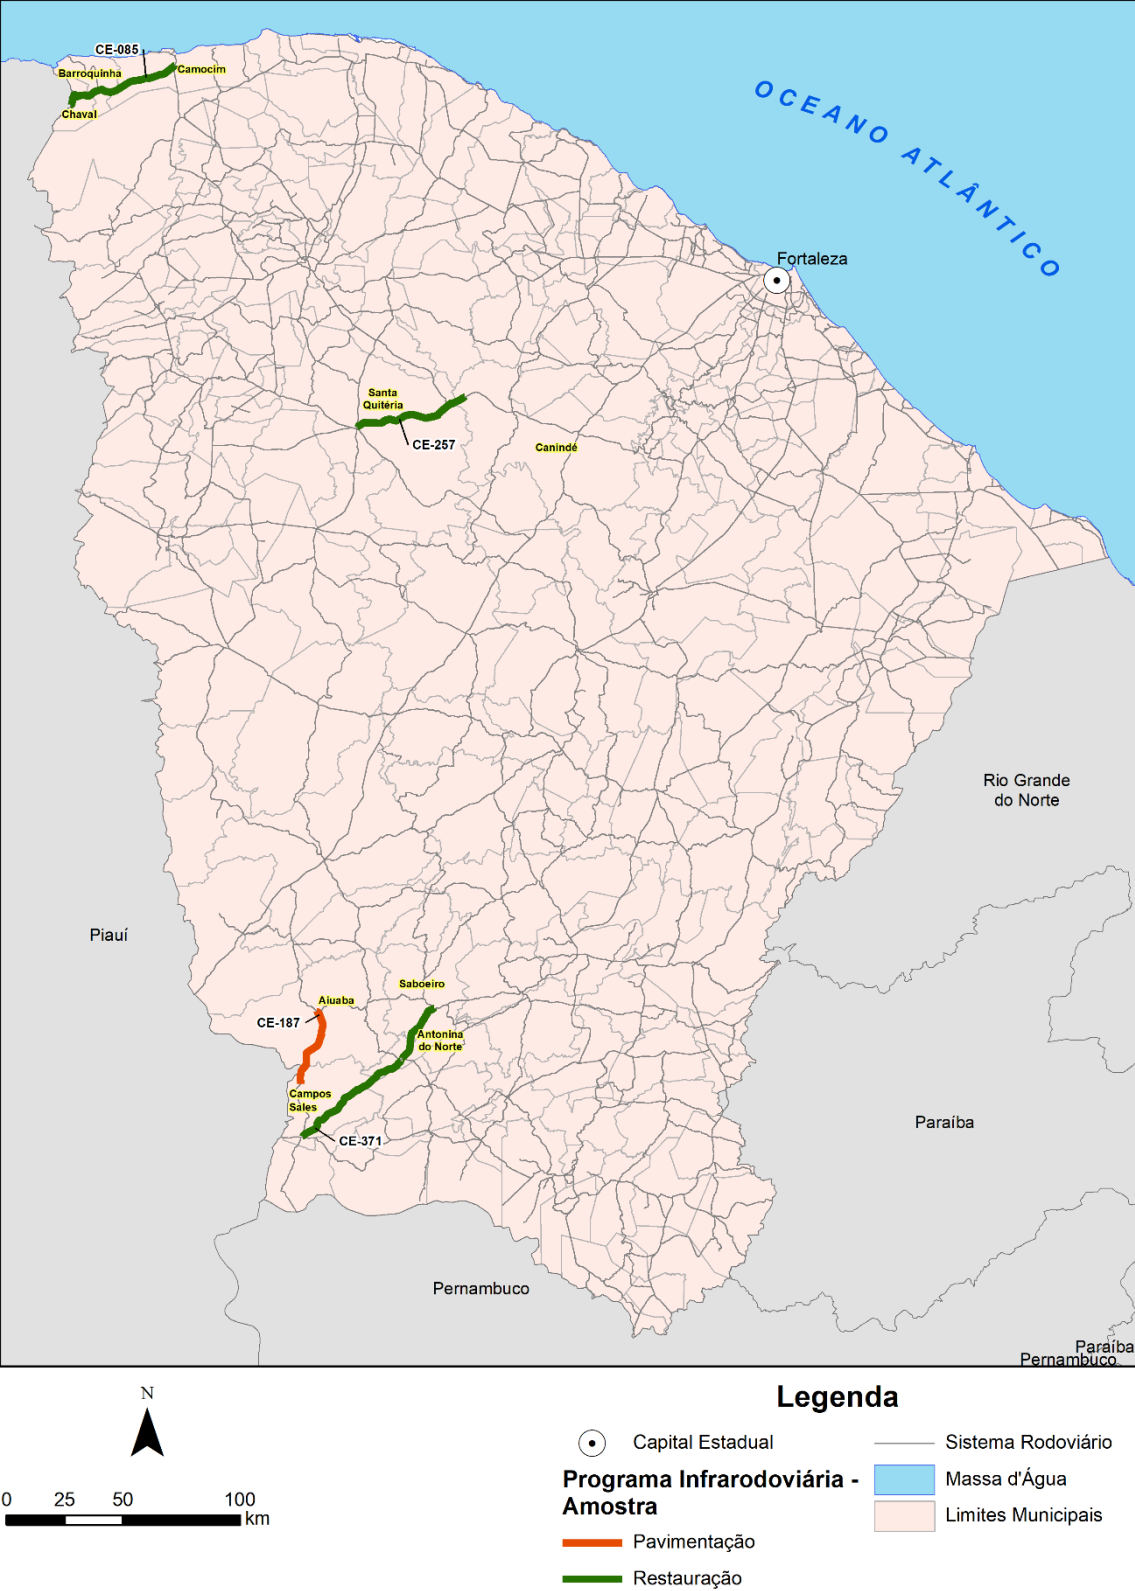 CE-085
Barroquinha
Camocim
Chaval
OCEANO ATLÂNTICO
Fortaleza
Santa
Quitéria
CE-257
Canindé
Rio Grande
do Norte
Piauí
Saboeiro
Aiuaba
CE-187
Antonina
do Norte
Campos
Sales
CE-371
Paraíba
Pernambuco
Paraíba
Pernambuco
N
0 25 50 100
km
Legenda
Capital Estadual
Programa Infrarodoviária -
Amostra
Pavimentação
Restauração
Sistema Rodoviário
Massa d'Água
Limites Municipais